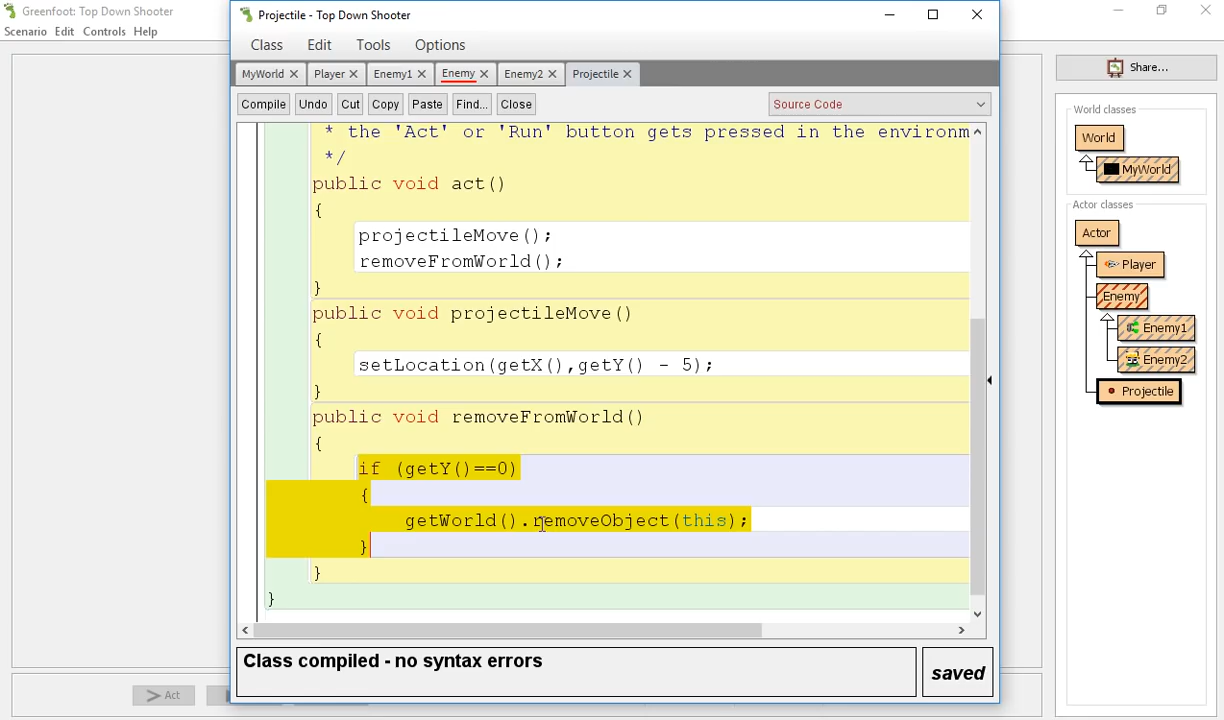 Greenfoot: Top Down Shooter
Scenario Edit Controls Help
Projectile - Top Down Shooter
Class Edit Tools Options
MyWorld Player Enemy1 Enemy Enemy2 Projectile
Compile Undo Cut Copy Paste Find... Close
Source Code
* the 'Act' or 'Run' button gets pressed in the environm
*/
public void act()
{
projectileMove();
removeFromWorld();
}
public void projectileMove()
{
setLocation(getX(),getY() - 5);
}
public void removeFromWorld()
{
if (getY()==0)
{
getWorld().removeObject(this);
}
}
}
Class compiled - no syntax errors
saved
Act
Share...
World classes
World
MyWorld
Actor classes
Actor
Player
Enemy
Enemy1
Enemy2
Projectile